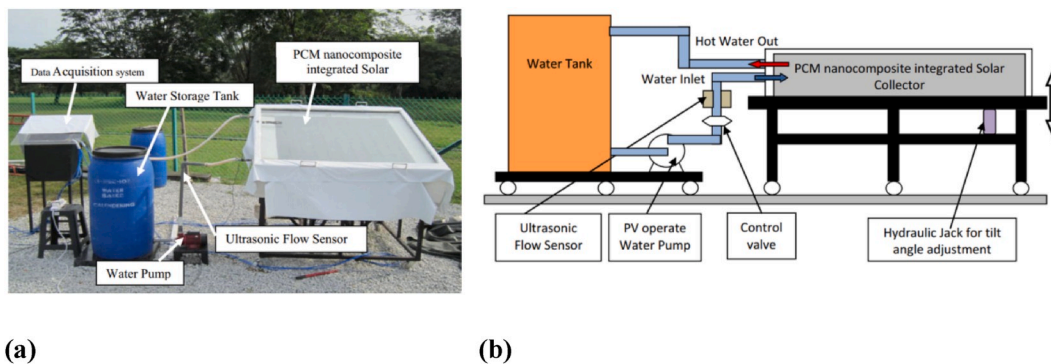 (a)
PCM nanocomposite
integrated Solar
Data Acquisition system
Water Storage Tank
WATER
Ultrasonic Flow Sensor
Water Pump
(b)
Hot Water Out
Water Tank
Water Inlet
PCM nanocomposite integrated Solar
Collector
Ultrasonic
Flow Sensor
PV operate
Water Pump
Control
valve
Hydraulic Jack for tilt
angle adjustment
(a)
(b)